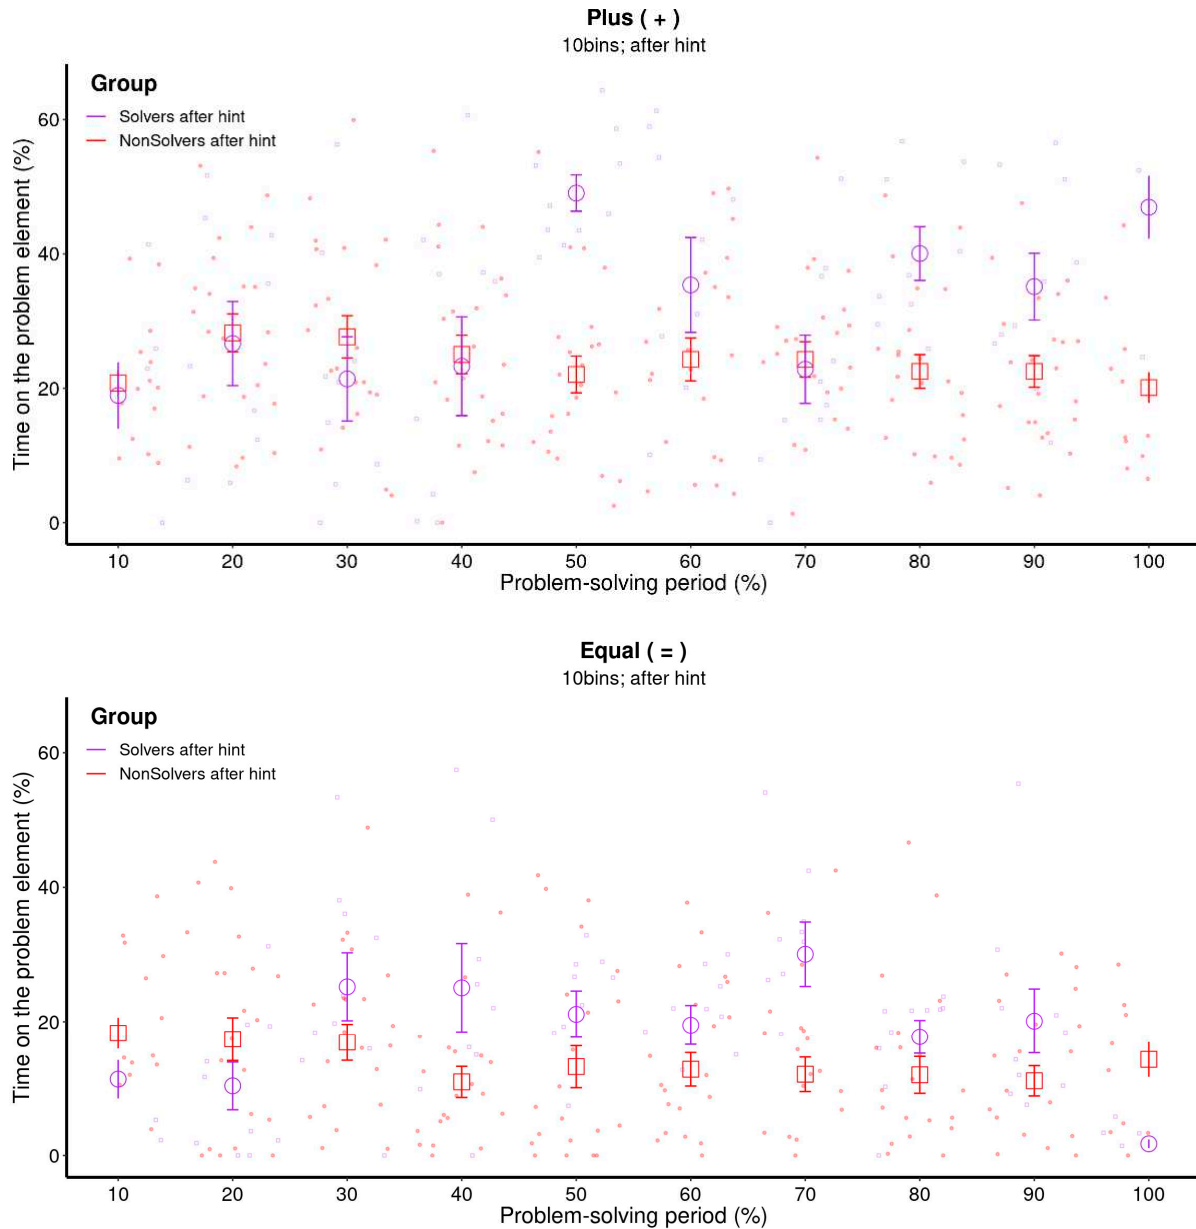 Plus ( + )
10bins; after hint
Group
Solvers after hint
NonSolvers after hint
Time on the problem element (%)
60
40
20
0
10 20 30 40 50 60 70 80 90 100
Problem-solving period (%)
Equal ( = )
10bins; after hint
Group
Solvers after hint
NonSolvers after hint
Time on the problem element (%)
60
40
20
0
10 20 30 40 50 60 70 80 90 100
Problem-solving period (%)